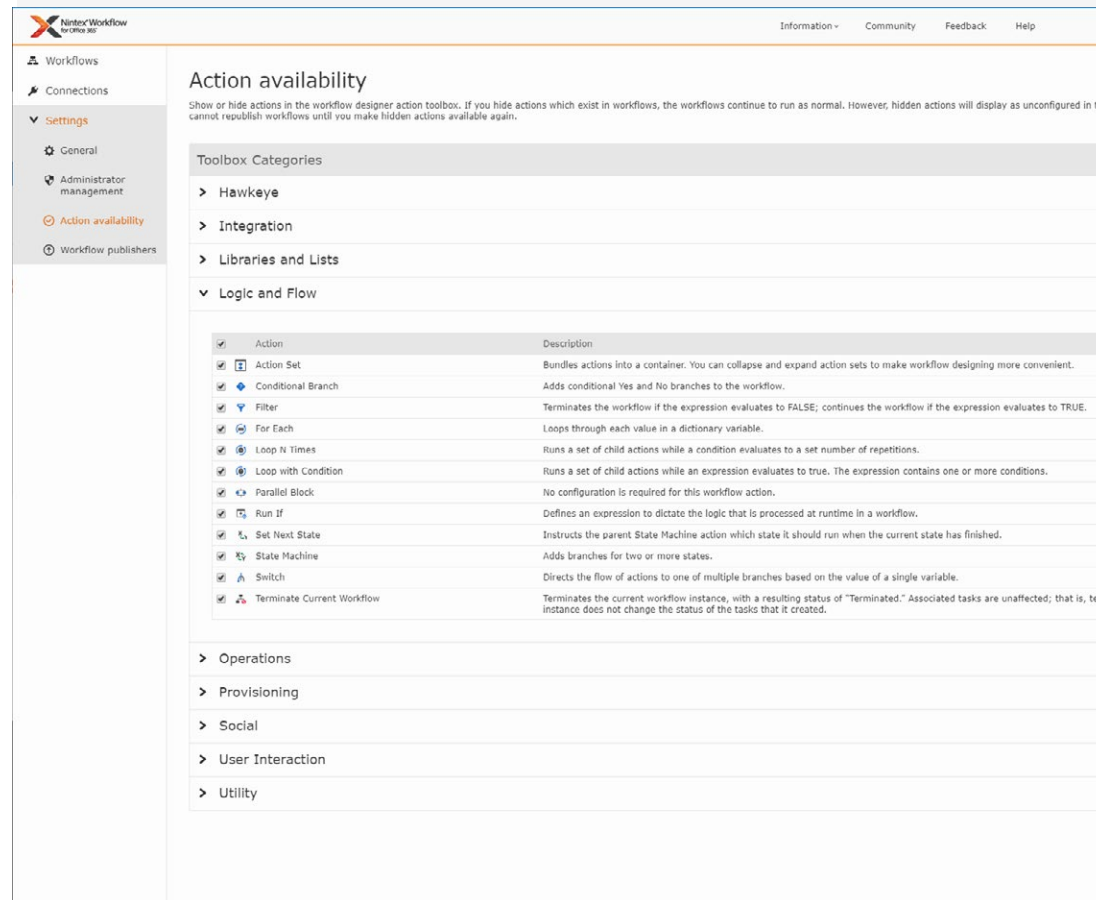 Nintex Workflow
for Office 365
Information
Community
Feedback
Help
Workflows
Connections
Settings
General
Administrator
management
Action availability
Workflow publishers
Action availability
Show or hide actions in the workflow designer action toolbox. If you hide actions which exist in workflows, the workflows continue to run as normal. However, hidden actions will display as unconfigured in
cannot republish workflows until you make hidden actions available again.
Toolbox Categories
Hawkeye
Integration
Libraries and Lists
Logic and Flow
Action Description
Action Set Bundles actions into a container. You can collapse and expand action sets to make workflow designing more convenient.
Conditional Branch Adds conditional Yes and No branches to the workflow.
Filter Terminates the workflow if the expression evaluates to FALSE; continues the workflow if the expression evaluates to TRUE.
For Each Loops through each value in a dictionary variable.
Loop N Times Runs a set of child actions while a condition evaluates to a set number of repetitions.
Loop with Condition Runs a set of child actions while an expression evaluates to true. The expression contains one or more conditions.
Parallel Block No configuration is required for this workflow action.
Run If Defines an expression to dictate the logic that is processed at runtime in a workflow.
Set Next State Instructs the parent State Machine action which state it should run when the current state has finished.
State Machine Adds branches for two or more states.
Switch Directs the flow of actions to one of multiple branches based on the value of a single variable.
Terminate Current Workflow Terminates the current workflow instance, with a resulting status of "Terminated." Associated tasks are unaffected; that is,
instance does not change the status of the tasks that it created.
Operations
Provisioning
Social
User Interaction
Utility